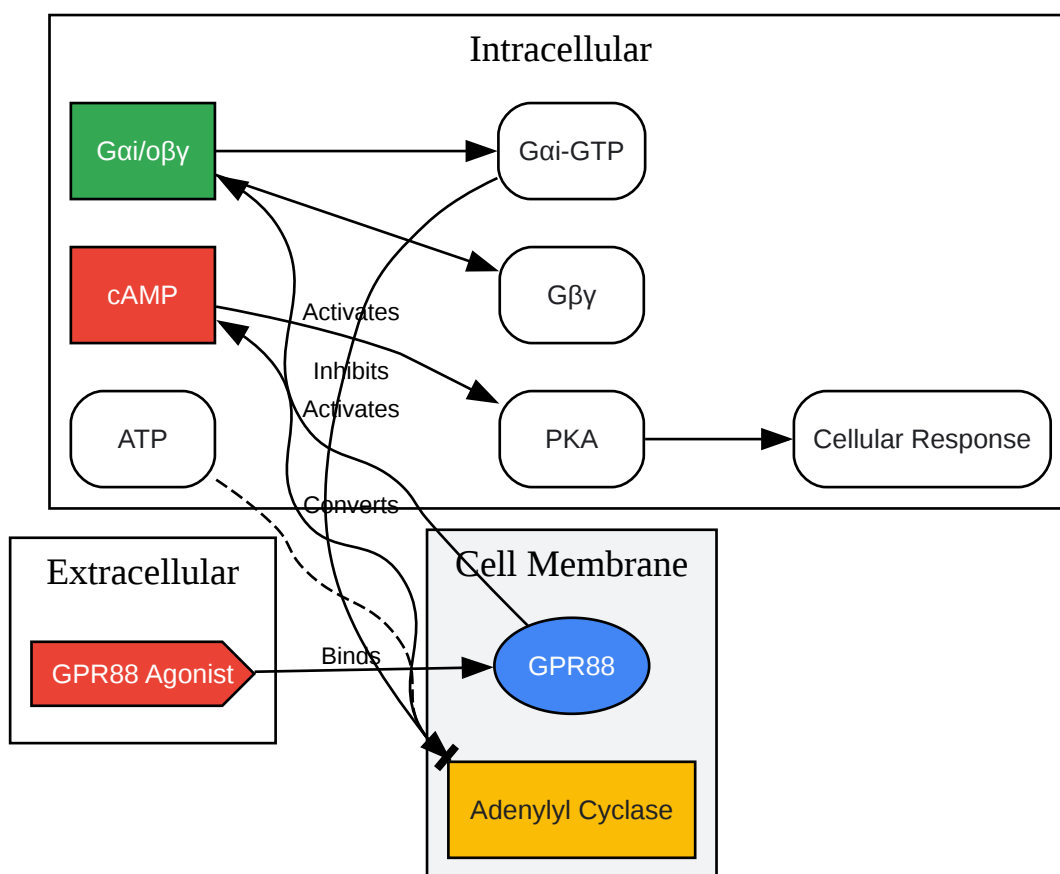 Intracellular
Gαi/oβγ
Gαi-GTP
cAMP
Gβγ
Activates
Inhibits
Activates
ATP
PKA
Cellular Response
Converts
Extracellular
Cell Membrane
GPR88 Agonist
Binds
GPR88
Adenylyl Cyclase